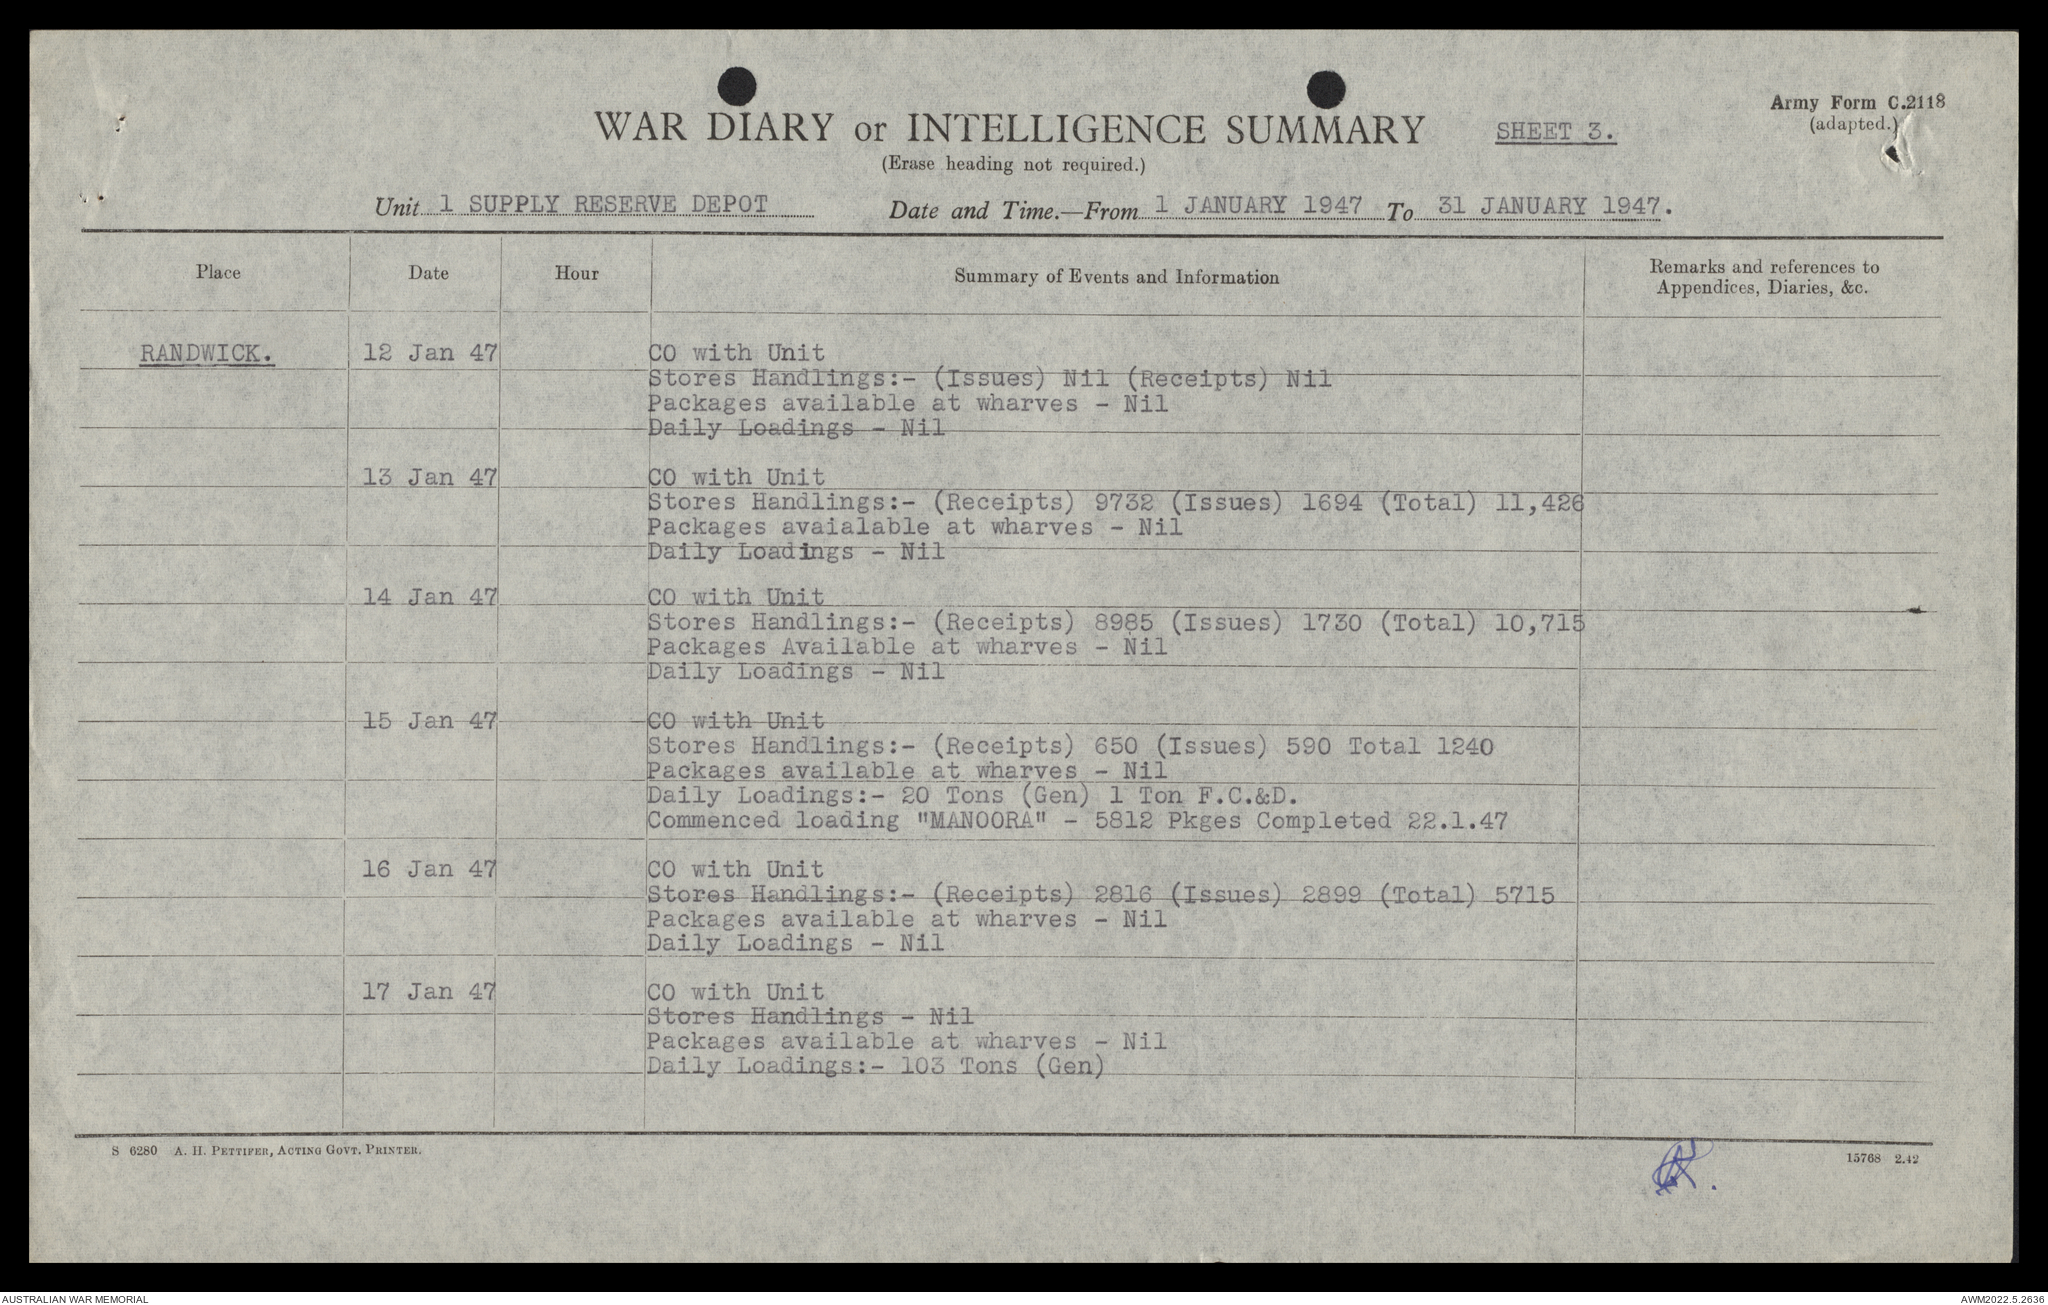 Army Form C.2118
(adapted.)
WAR DIARY or INTELLIGENCE SUMMARY SHEET 3.
(Erase heading not required.)
Unit 1 SUPPLY RESERVE DEPOT Date and Time.—From 1 JANUARY 1947 To 31 JANUARY 1947.
Place Date Hour Summary of Events and Information Remarks and references to
Appendices, Diaries, &c.
RANDWICK. 12 Jan 47 CO with Unit
Stores Handlings:- (Issues) Nil (Receipts) Nil
Packages available at wharves - Nil
Daily Loadings - Nil
13 Jan 47 CO with Unit
Stores Handlings:- (Receipts) 9732 (Issues) 1694 (Total) 11,426
Packages avaialable at wharves - Nil
Daily Loadings - Nil
14 Jan 47 CO with Unit
Stores Handlings:- (Receipts) 8985 (Issues) 1730 (Total) 10,715
Packages Available at wharves - Nil
Daily Loadings - Nil
15 Jan 47 CO with Unit
Stores Handlings:- (Receipts) 650 (Issues) 590 Total 1240
Packages available at wharves - Nil
Daily Loadings:- 20 Tons (Gen) 1 Ton F.C.&D.
Commenced loading "MANOORA" - 5812 Pkges Completed 22.1.47
16 Jan 47 CO with Unit
Stores Handlings:- (Receipts) 2816 (Issues) 2899 (Total) 5715
Packages available at wharves - Nil
Daily Loadings - Nil
17 Jan 47 CO with Unit
Stores Handlings - Nil
Packages available at wharves - Nil
Daily Loadings:- 103 Tons (Gen)
S 6280 A. H. PETTIFER, ACTING GOVT. PRINTER. 15768 2.42
AUSTRALIAN WAR MEMORIAL AWM2022.5.2636